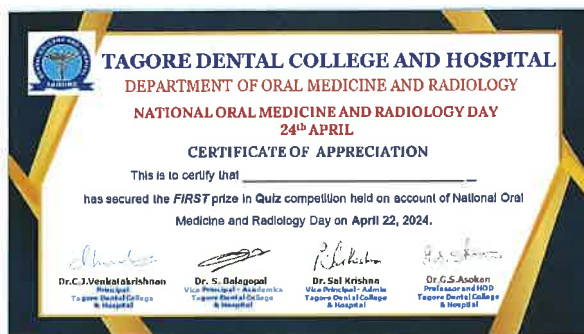 TAGORE DENTAL COLLEGE AND HOSPITAL
DEPARTMENT OF ORAL MEDICINE AND RADIOLOGY
NATIONAL ORAL MEDICINE AND RADIOLOGY DAY
24th APRIL
CERTIFICATE OF APPRECIATION
This is to certify that
has secured the FIRST prize in Quiz competition held on account of National Oral
Medicine and Radiology Day on April 22, 2024.
Dr.C.J.Venkatakrishnan
Principal
Tagore Dental College
& Hospital
Dr. S. Balagopal
Vice Principal - Academics
Tagore Dental College
& Hospital
Dr. Sai Krishna
Vice Principal - Admin
Tagore Dental College
& Hospital
Dr.G.S.Asokan
Professor and HOD
Tagore Dental College
& Hospital